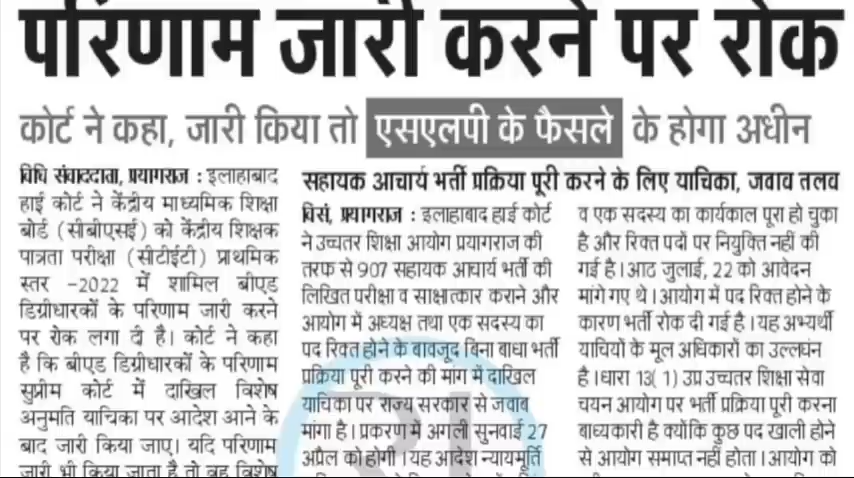 परिणाम जारी करने पर रोक
कोर्ट ने कहा, जारी किया तो एसएलपी के फैसले के होगा अधीन
विधि संवाददाता, प्रयागराज : इलाहाबाद
हाई कोर्ट ने केंद्रीय माध्यमिक शिक्षा
बोर्ड (सीबीएसई) को केंद्रीय शिक्षक
पात्रता परीक्षा (सीटीईटी) प्राथमिक
स्तर -2022 में शामिल बीएड
डिग्रीधारकों के परिणाम जारी करने
पर रोक लगा दी है। कोर्ट ने कहा
है कि बीएड डिग्रीधारकों के परिणाम
सुप्रीम कोर्ट में दाखिल विशेष
अनुमति याचिका पर आदेश आने के
बाद जारी किया जाए। यदि परिणाम
जारी भी किया जाता है तो वह विशेष
सहायक आचार्य भर्ती प्रक्रिया पूरी करने के लिए याचिका, जवाब तलब
विसं, प्रयागराज : इलाहाबाद हाई कोर्ट
ने उच्चतर शिक्षा आयोग प्रयागराज की
तरफ से 907 सहायक आचार्य भर्ती की
लिखित परीक्षा व साक्षात्कार कराने और
आयोग में अध्यक्ष तथा एक सदस्य का
पद रिक्त होने के बावजूद बिना बाधा भर्ती
प्रक्रिया पूरी करने की मांग में दाखिल
याचिका पर राज्य सरकार से जवाब
मांगा है। प्रकरण में अगली सुनवाई 27
अप्रैल को होगी। यह आदेश न्यायमूर्ति
व एक सदस्य का कार्यकाल पूरा हो चुका
है और रिक्त पदों पर नियुक्ति नहीं की
गई है। आठ जुलाई, 22 को आवेदन
मांगे गए थे। आयोग में पद रिक्त होने के
कारण भर्ती रोक दी गई है। यह अभ्यर्थी
याचियों के मूल अधिकारों का उल्लघंन
है। धारा 13( 1) उप्र उच्चतर शिक्षा सेवा
चयन आयोग पर भर्ती प्रक्रिया पूरी करना
बाध्यकारी है क्योंकि कुछ पद खाली होने
से आयोग समाप्त नहीं होता। आयोग को